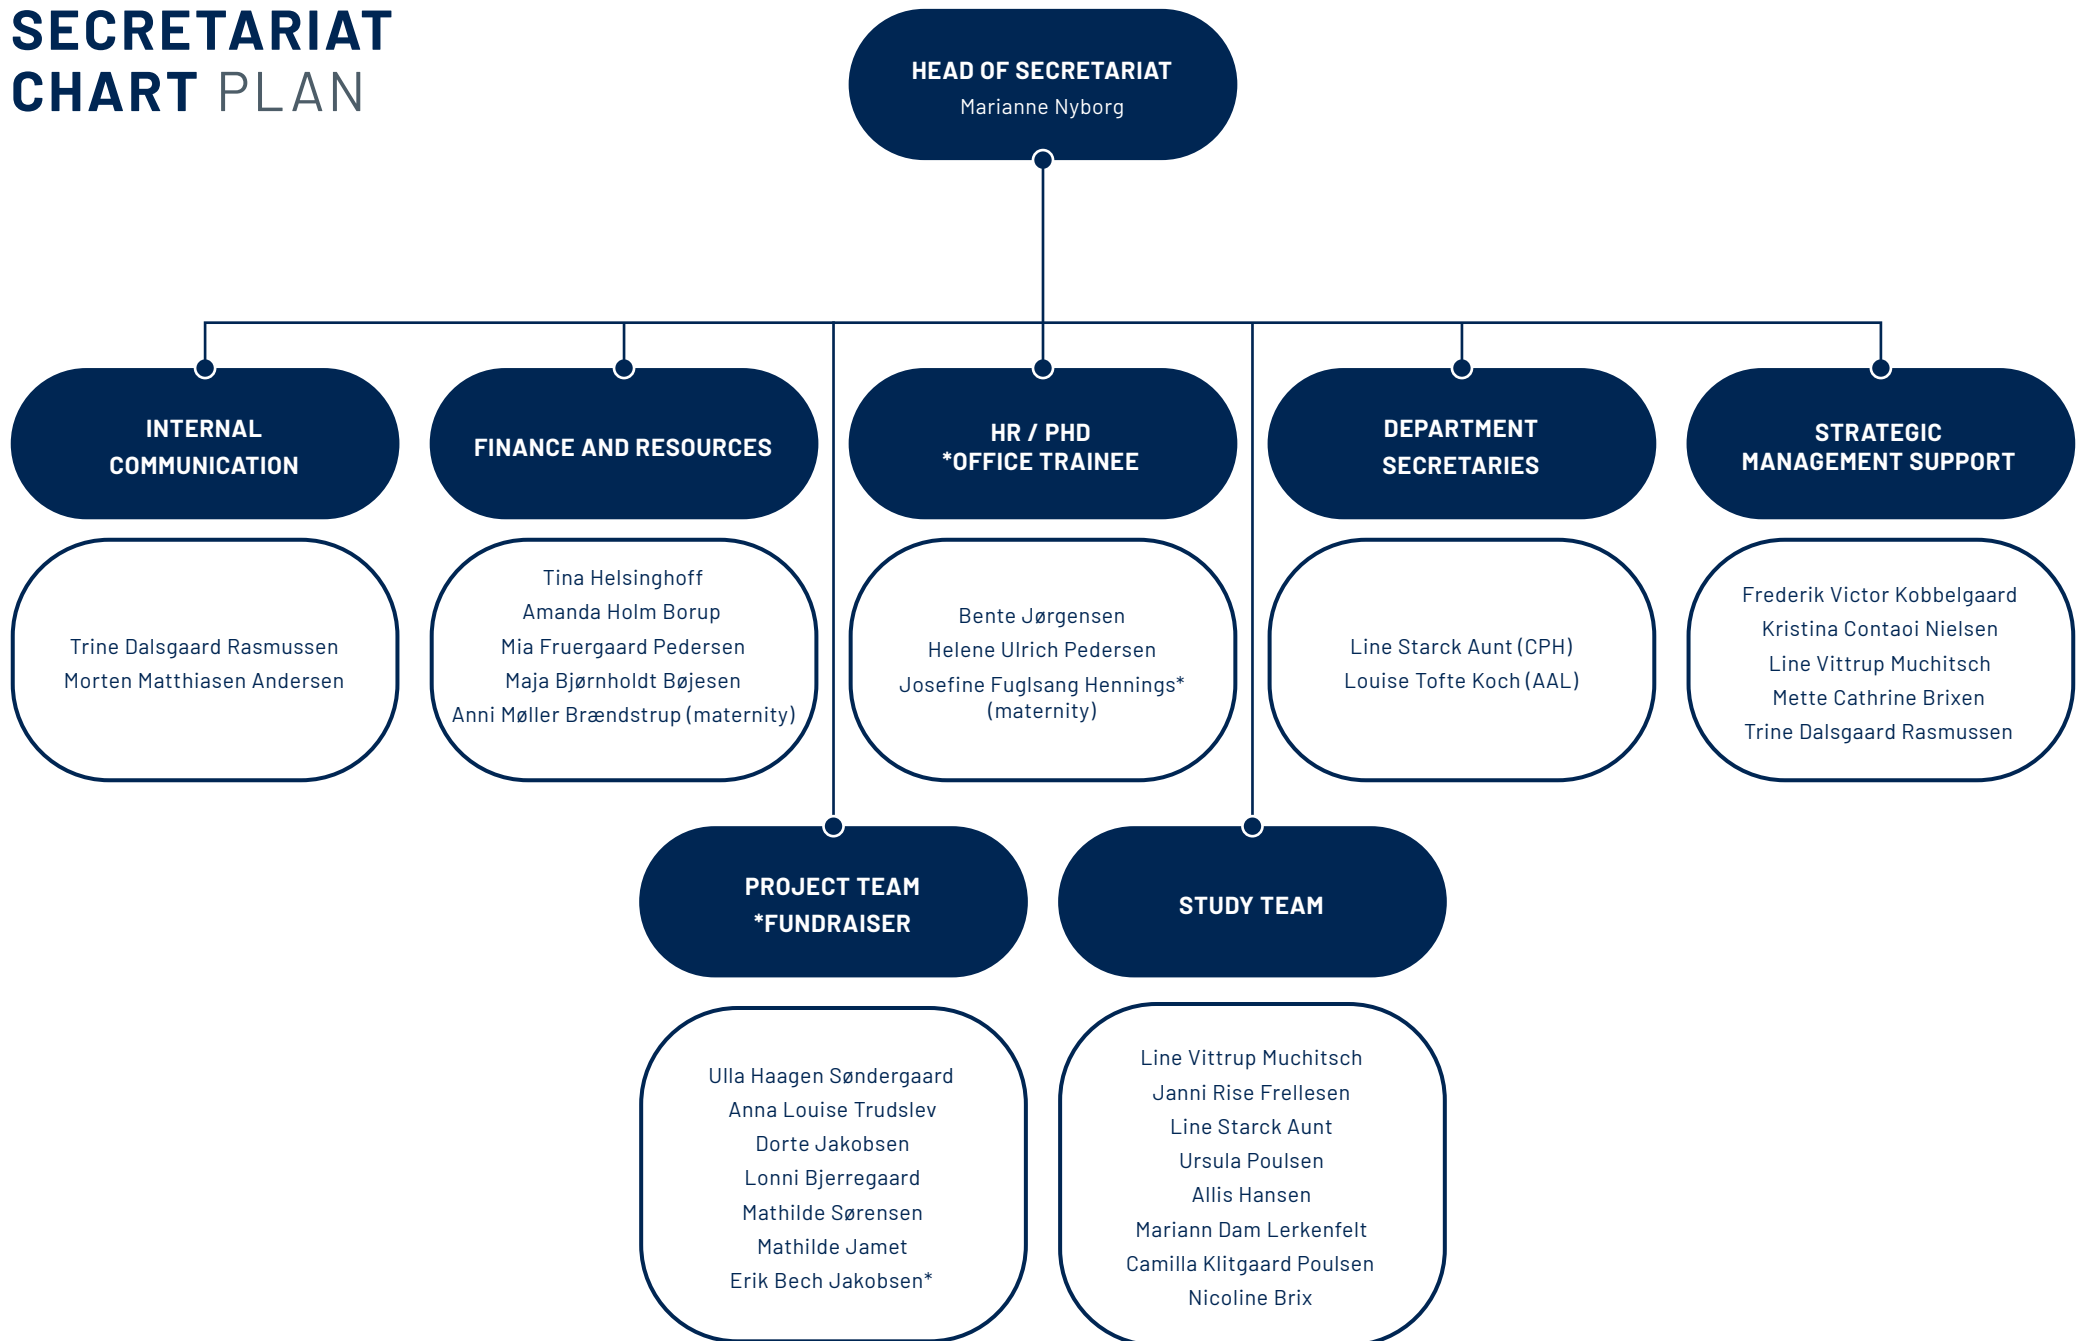 SECRETARIAT
CHART PLAN
HEAD OF SECRETARIAT
Marianne Nyborg
INTERNAL
COMMUNICATION
Trine Dalsgaard Rasmussen
Morten Matthiasen Andersen
FINANCE AND RESOURCES
Tina Helsinghoff
Amanda Holm Borup
Mia Fruergaard Pedersen
Maja Bjørnholdt Bøjesen
Anni Møller Brændstrup (maternity)
HR / PHD
*OFFICE TRAINEE
Bente Jørgensen
Helene Ulrich Pedersen
Josefine Fuglsang Hennings*
(maternity)
DEPARTMENT
SECRETARIES
Line Starck Aunt (CPH)
Louise Tofte Koch (AAL)
STRATEGIC
MANAGEMENT SUPPORT
Frederik Victor Kobbelgaard
Kristina Contaoi Nielsen
Line Vittrup Muchitsch
Mette Cathrine Brixen
Trine Dalsgaard Rasmussen
PROJECT TEAM
*FUNDRAISER
Ulla Haagen Søndergaard
Anna Louise Trudslev
Dorte Jakobsen
Lonni Bjerregaard
Mathilde Sørensen
Mathilde Jamet
Erik Bech Jakobsen*
STUDY TEAM
Line Vittrup Muchitsch
Janni Rise Frellesen
Line Starck Aunt
Ursula Poulsen
Allis Hansen
Mariann Dam Lerkenfelt
Camilla Klitgaard Poulsen
Nicoline Brix